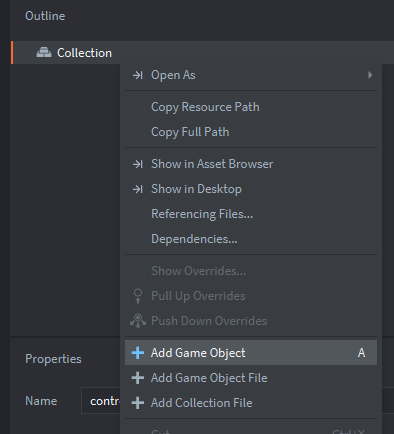 Outline
Collection
Open As
Copy Resource Path
Copy Full Path
Show in Asset Browser
Show in Desktop
Referencing Files...
Dependencies...
Show Overrides...
Pull Up Overrides
Push Down Overrides
Add Game Object A
Add Game Object File
Add Collection File
Properties
Name contr